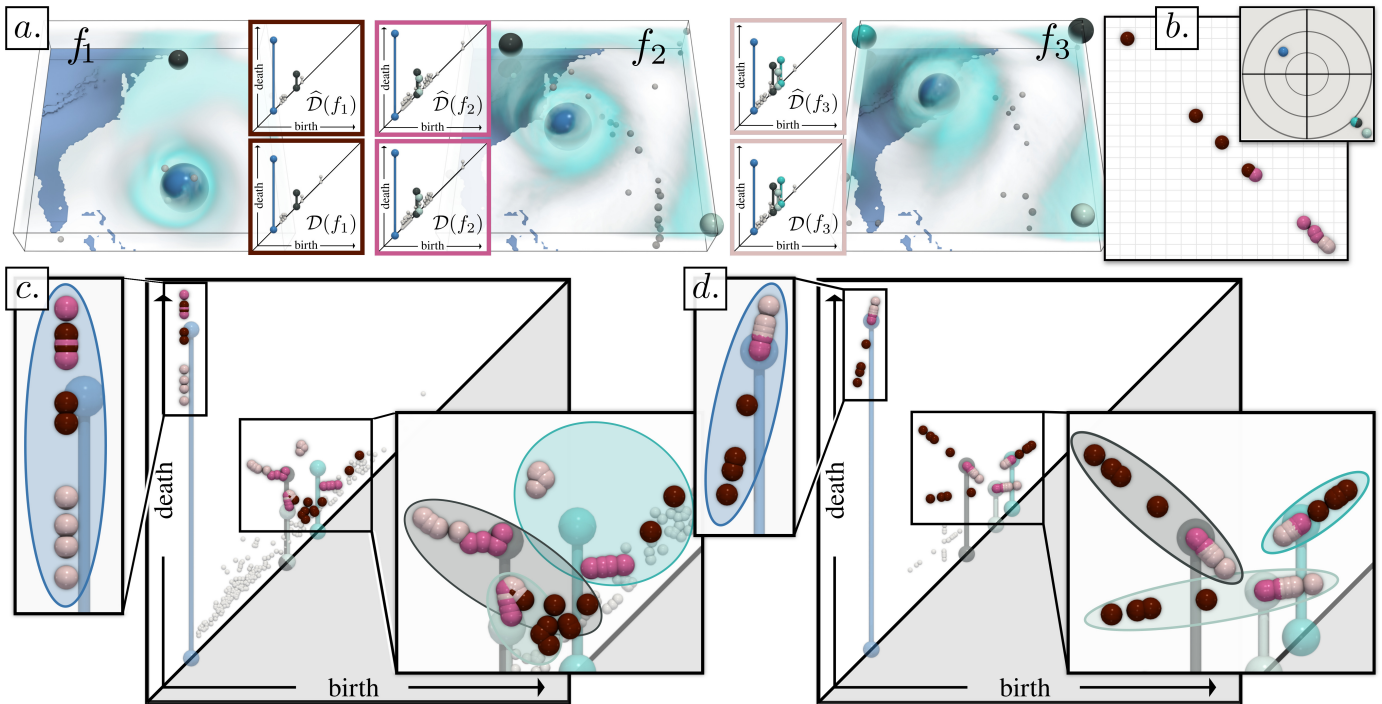 a.
f₁
death
birth
𝒟̂(f₁)
death
birth
𝒟(f₁)
death
birth
𝒟̂(f₂)
death
birth
𝒟(f₂)
f₂
death
birth
𝒟̂(f₃)
death
birth
𝒟(f₃)
f₃
b.
c.
death
birth
d.
death
birth